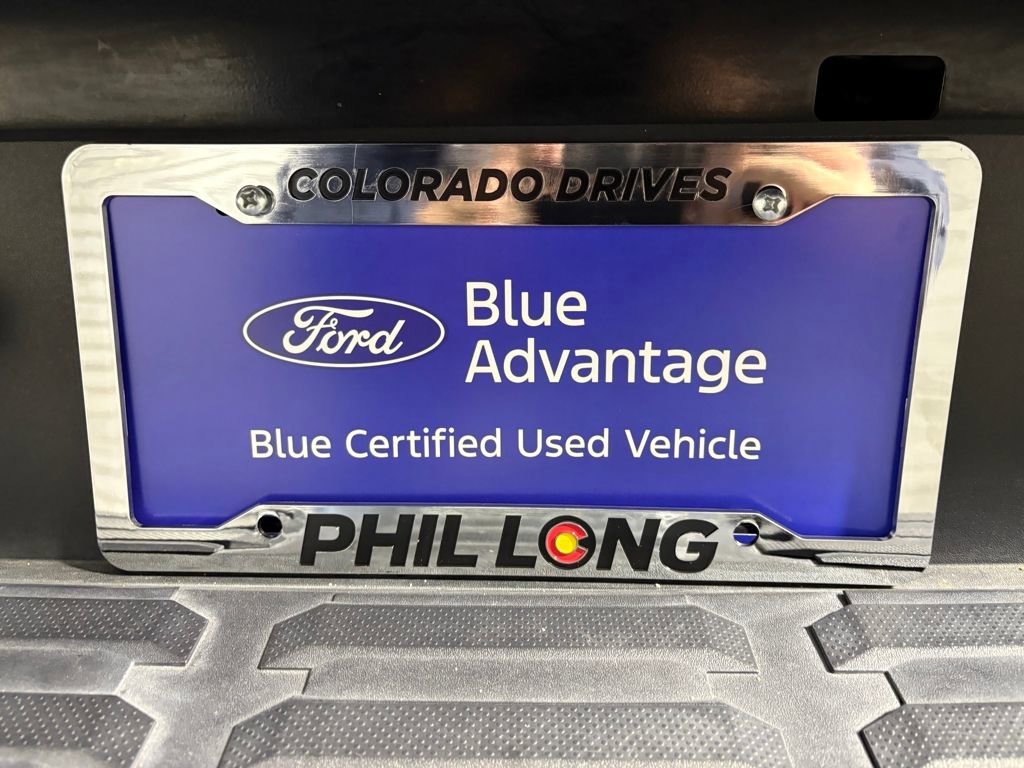 COLORADO DRIVES
Ford
Blue
Advantage
Blue Certified Used Vehicle
PHIL LONG